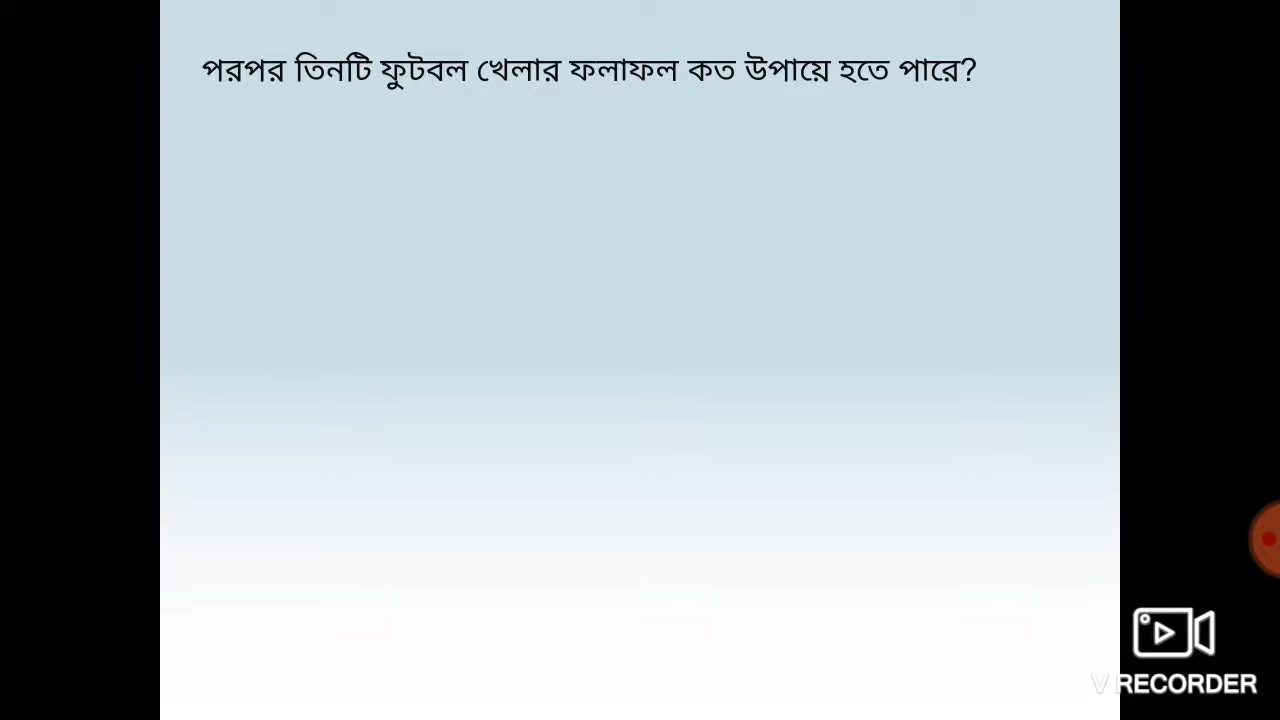 পরপর তিনটি ফুটবল খেলার ফলাফল কত উপায়ে হতে পারে?
V RECORDER